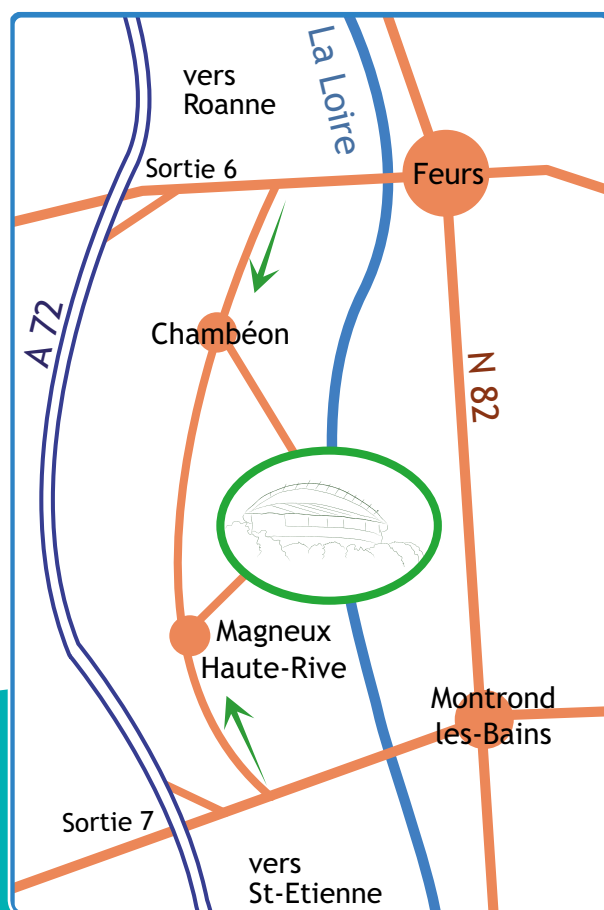 vers
Roanne
La Loire
Sortie 6
Feurs
A 72
Chambéon
N 82
Magneux
Haute-Rive
Montrond
les-Bains
Sortie 7
vers
St-Etienne